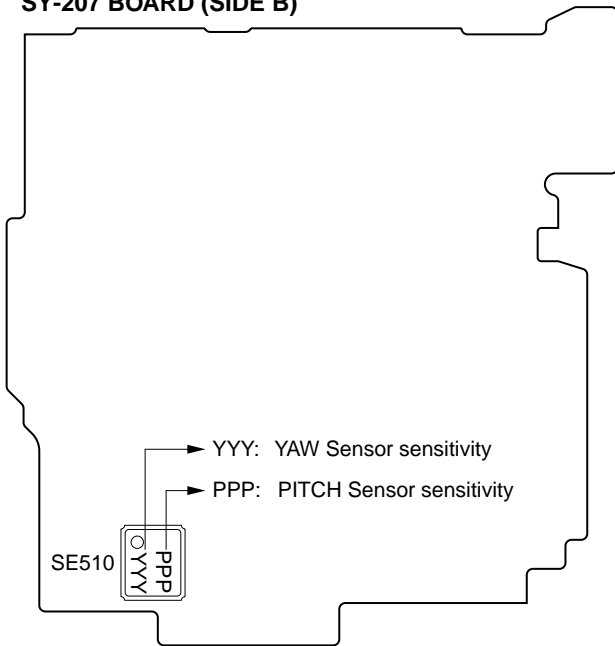 SY-207 BOARD (SIDE B)
YYY: YAW Sensor sensitivity
PPP: PITCH Sensor sensitivity
SE510
PPP
YYY